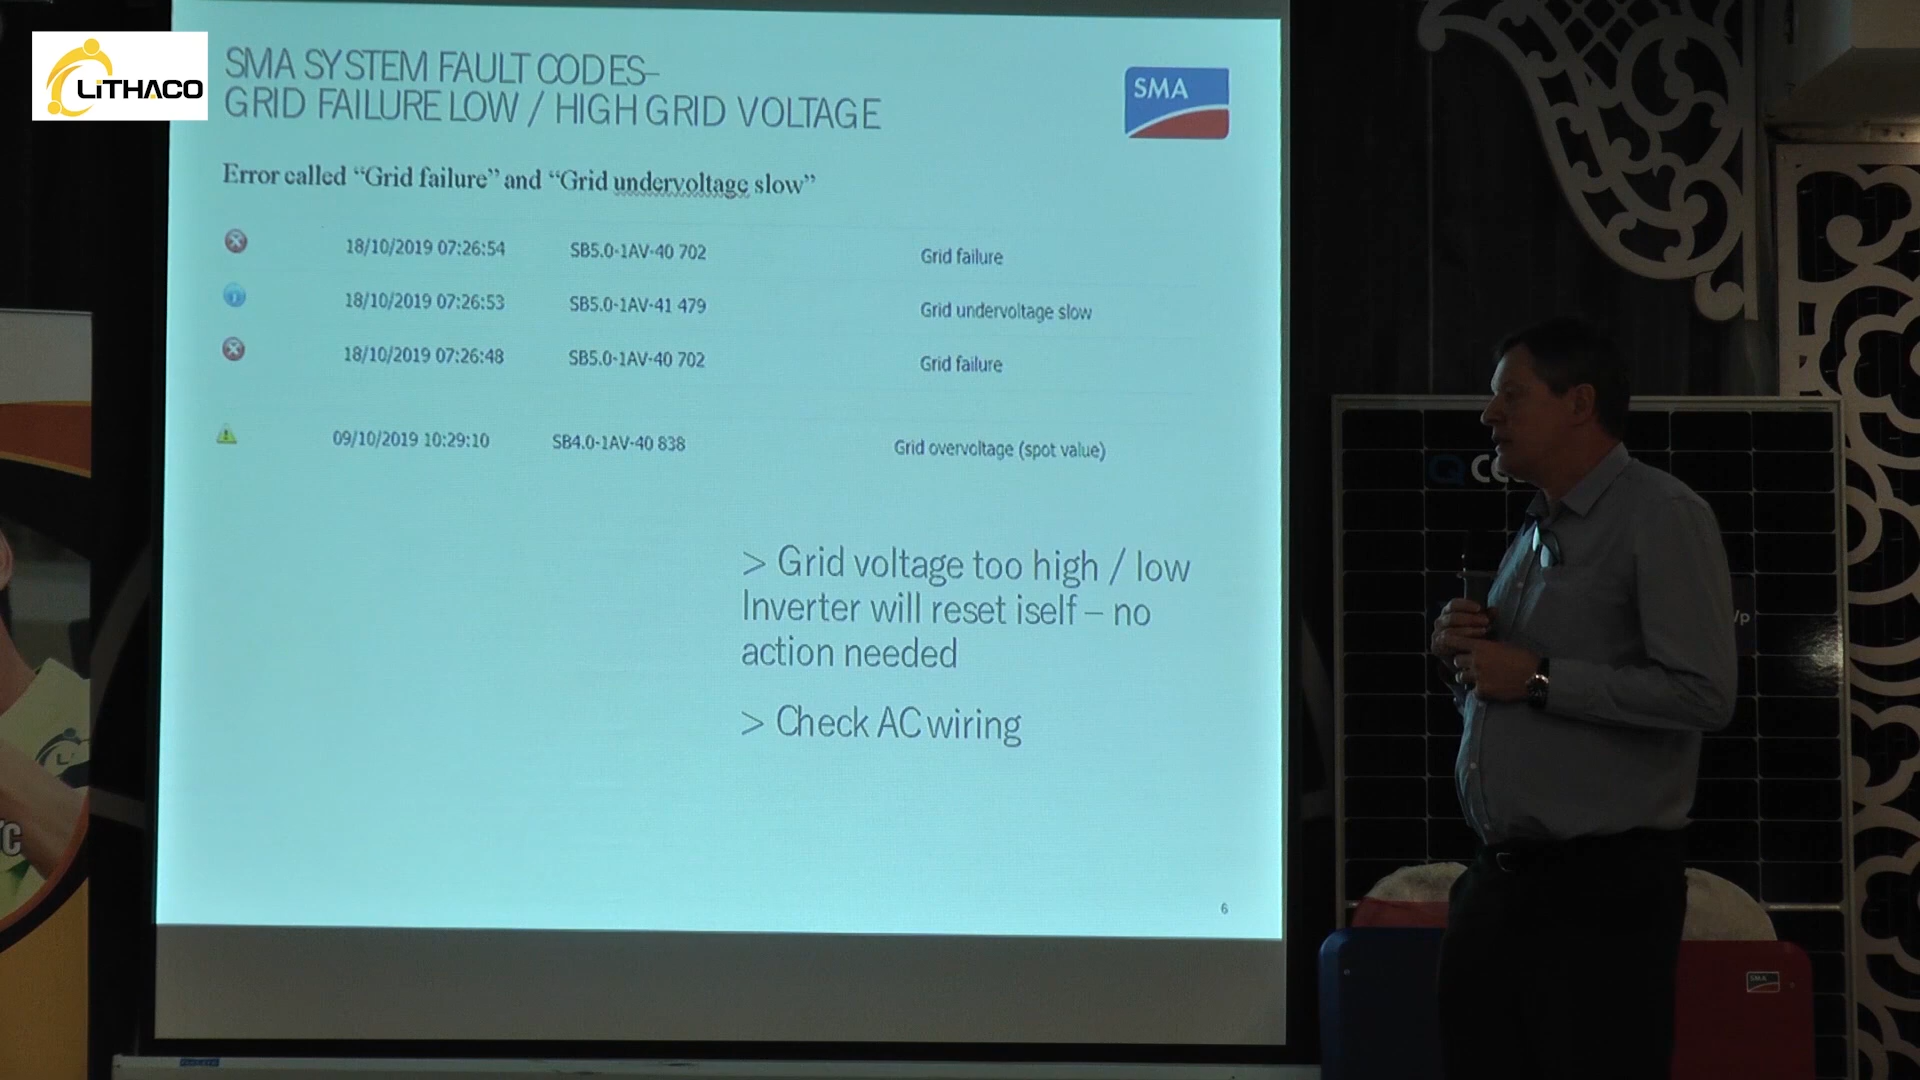 LiTHACO
SMA SYSTEM FAULT CODES–
GRID FAILURE LOW / HIGH GRID VOLTAGE
SMA
Error called “Grid failure” and “Grid undervoltage slow”
18/10/2019 07:26:54 SB5.0-1AV-40 702 Grid failure
18/10/2019 07:26:53 SB5.0-1AV-41 479 Grid undervoltage slow
18/10/2019 07:26:48 SB5.0-1AV-40 702 Grid failure
09/10/2019 10:29:10 SB4.0-1AV-40 838 Grid overvoltage (spot value)
> Grid voltage too high / low
Inverter will reset iself – no
action needed
> Check AC wiring
6
SMA